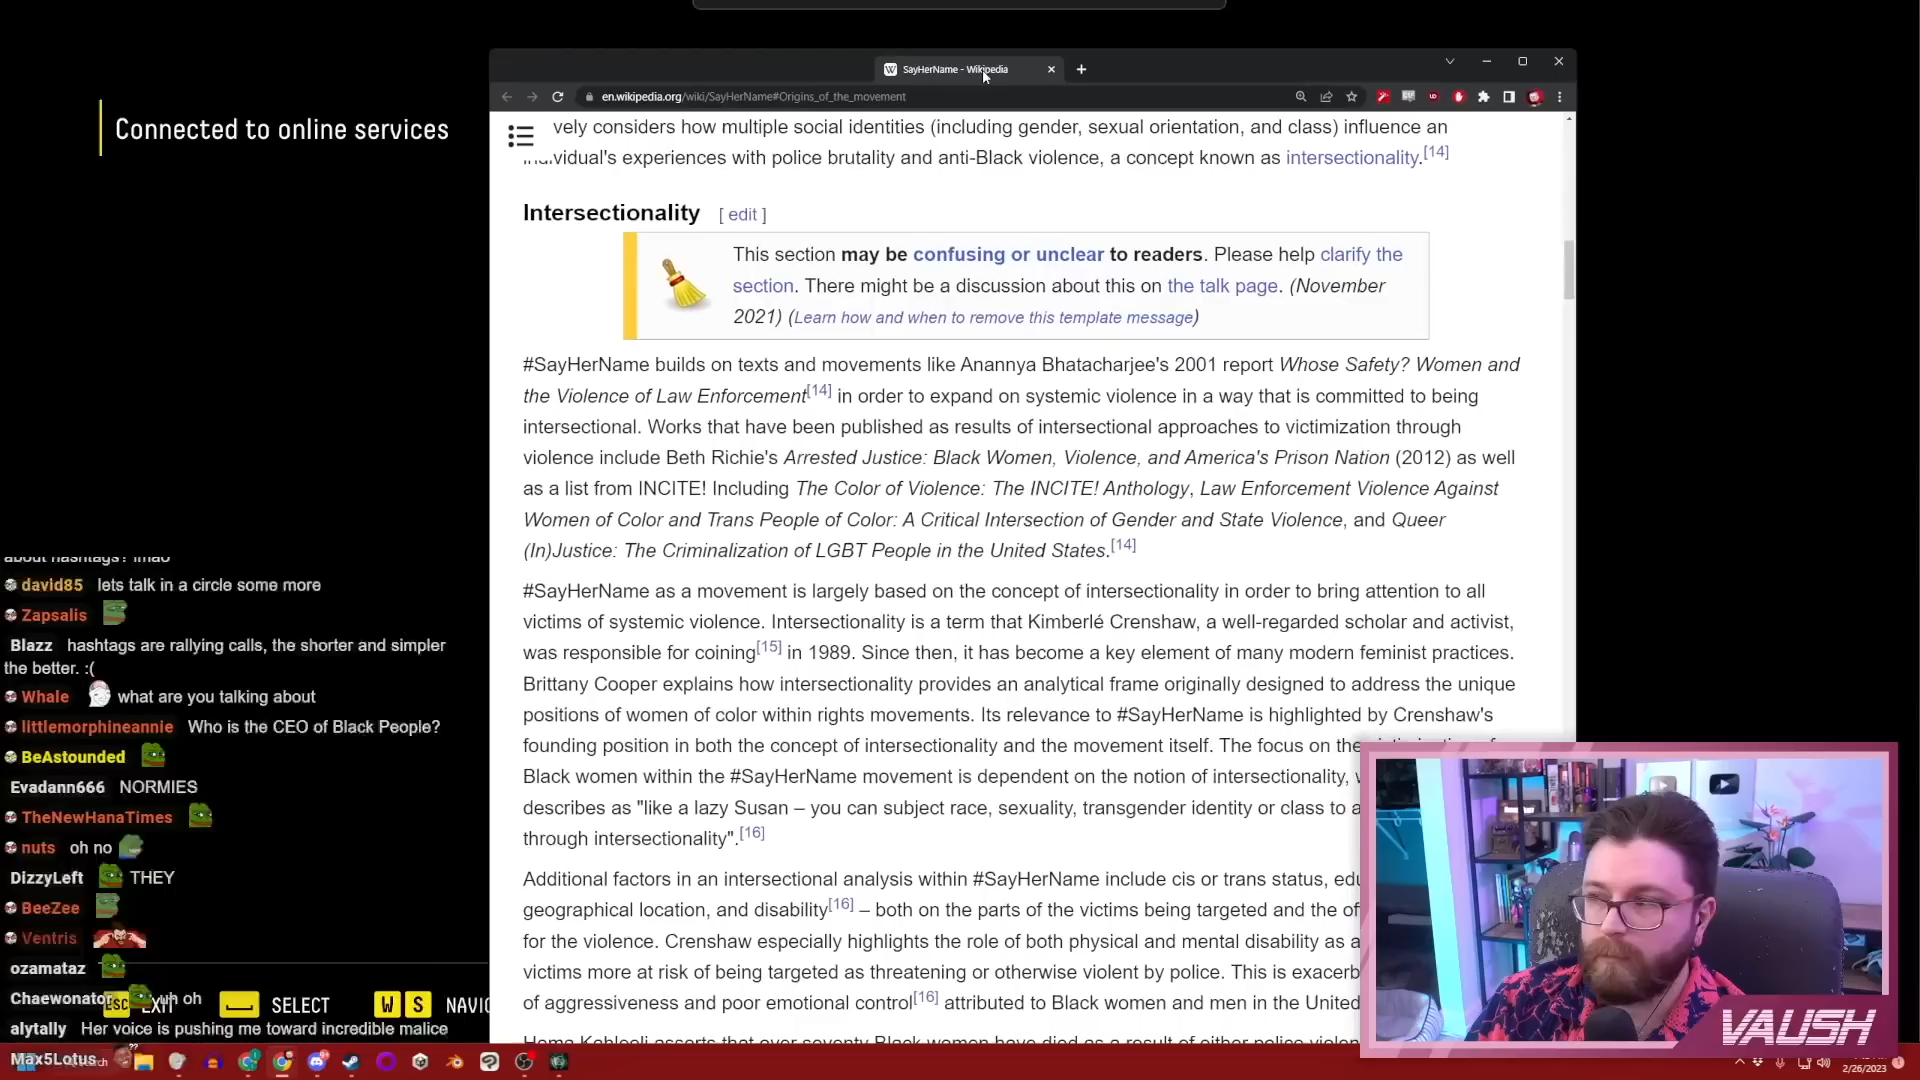 SayHerName - Wikipedia
en.wikipedia.org/wiki/SayHerName#Origins_of_the_movement
Connected to online services
vely considers how multiple social identities (including gender, sexual orientation, and class) influence an
individual's experiences with police brutality and anti-Black violence, a concept known as intersectionality.[14]
Intersectionality [ edit ]
This section may be confusing or unclear to readers. Please help clarify the
section. There might be a discussion about this on the talk page. (November
2021) (Learn how and when to remove this template message)
#SayHerName builds on texts and movements like Anannya Bhatacharjee's 2001 report Whose Safety? Women and
the Violence of Law Enforcement[14] in order to expand on systemic violence in a way that is committed to being
intersectional. Works that have been published as results of intersectional approaches to victimization through
violence include Beth Richie's Arrested Justice: Black Women, Violence, and America's Prison Nation (2012) as well
as a list from INCITE! Including The Color of Violence: The INCITE! Anthology, Law Enforcement Violence Against
Women of Color and Trans People of Color: A Critical Intersection of Gender and State Violence, and Queer
(In)Justice: The Criminalization of LGBT People in the United States.[14]
#SayHerName as a movement is largely based on the concept of intersectionality in order to bring attention to all
victims of systemic violence. Intersectionality is a term that Kimberlé Crenshaw, a well-regarded scholar and activist,
was responsible for coining[15] in 1989. Since then, it has become a key element of many modern feminist practices.
Brittany Cooper explains how intersectionality provides an analytical frame originally designed to address the unique
positions of women of color within rights movements. Its relevance to #SayHerName is highlighted by Crenshaw's
founding position in both the concept of intersectionality and the movement itself. The focus on the
Black women within the #SayHerName movement is dependent on the notion of intersectionality,
describes as "like a lazy Susan – you can subject race, sexuality, transgender identity or class to a
through intersectionality".[16]
Additional factors in an intersectional analysis within #SayHerName include cis or trans status, edu
geographical location, and disability[16] – both on the parts of the victims being targeted and the of
for the violence. Crenshaw especially highlights the role of both physical and mental disability as a
victims more at risk of being targeted as threatening or otherwise violent by police. This is exacerb
of aggressiveness and poor emotional control[16] attributed to Black women and men in the United
about hashtags? lmao
david85 lets talk in a circle some more
Zapsalis
Blazz hashtags are rallying calls, the shorter and simpler
the better. :(
Whale what are you talking about
littlemorphineannie Who is the CEO of Black People?
BeAstounded
Evadann666 NORMIES
TheNewHanaTimes
nuts oh no
DizzyLeft THEY
BeeZee
Ventris
ozamataz
Chaewonator uh oh
alytally Her voice is pushing me toward incredible malice
Max5Lotus ??
ESC EXIT SELECT W S NAVIG
VAUSH
2/26/2023